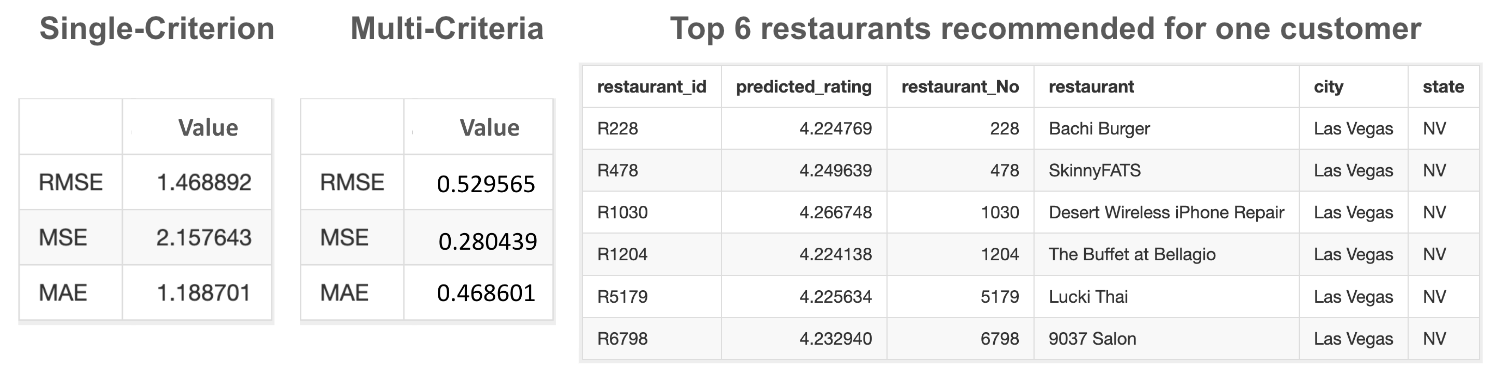 Single-Criterion
Multi-Criteria
Top 6 restaurants recommended for one customer
Value
RMSE 1.468892
MSE 2.157643
MAE 1.188701
Value
RMSE 0.529565
MSE 0.280439
MAE 0.468601
restaurant_id predicted_rating restaurant_No restaurant city state
R228 4.224769 228 Bachi Burger Las Vegas NV
R478 4.249639 478 SkinnyFATS Las Vegas NV
R1030 4.266748 1030 Desert Wireless iPhone Repair Las Vegas NV
R1204 4.224138 1204 The Buffet at Bellagio Las Vegas NV
R5179 4.225634 5179 Lucki Thai Las Vegas NV
R6798 4.232940 6798 9037 Salon Las Vegas NV